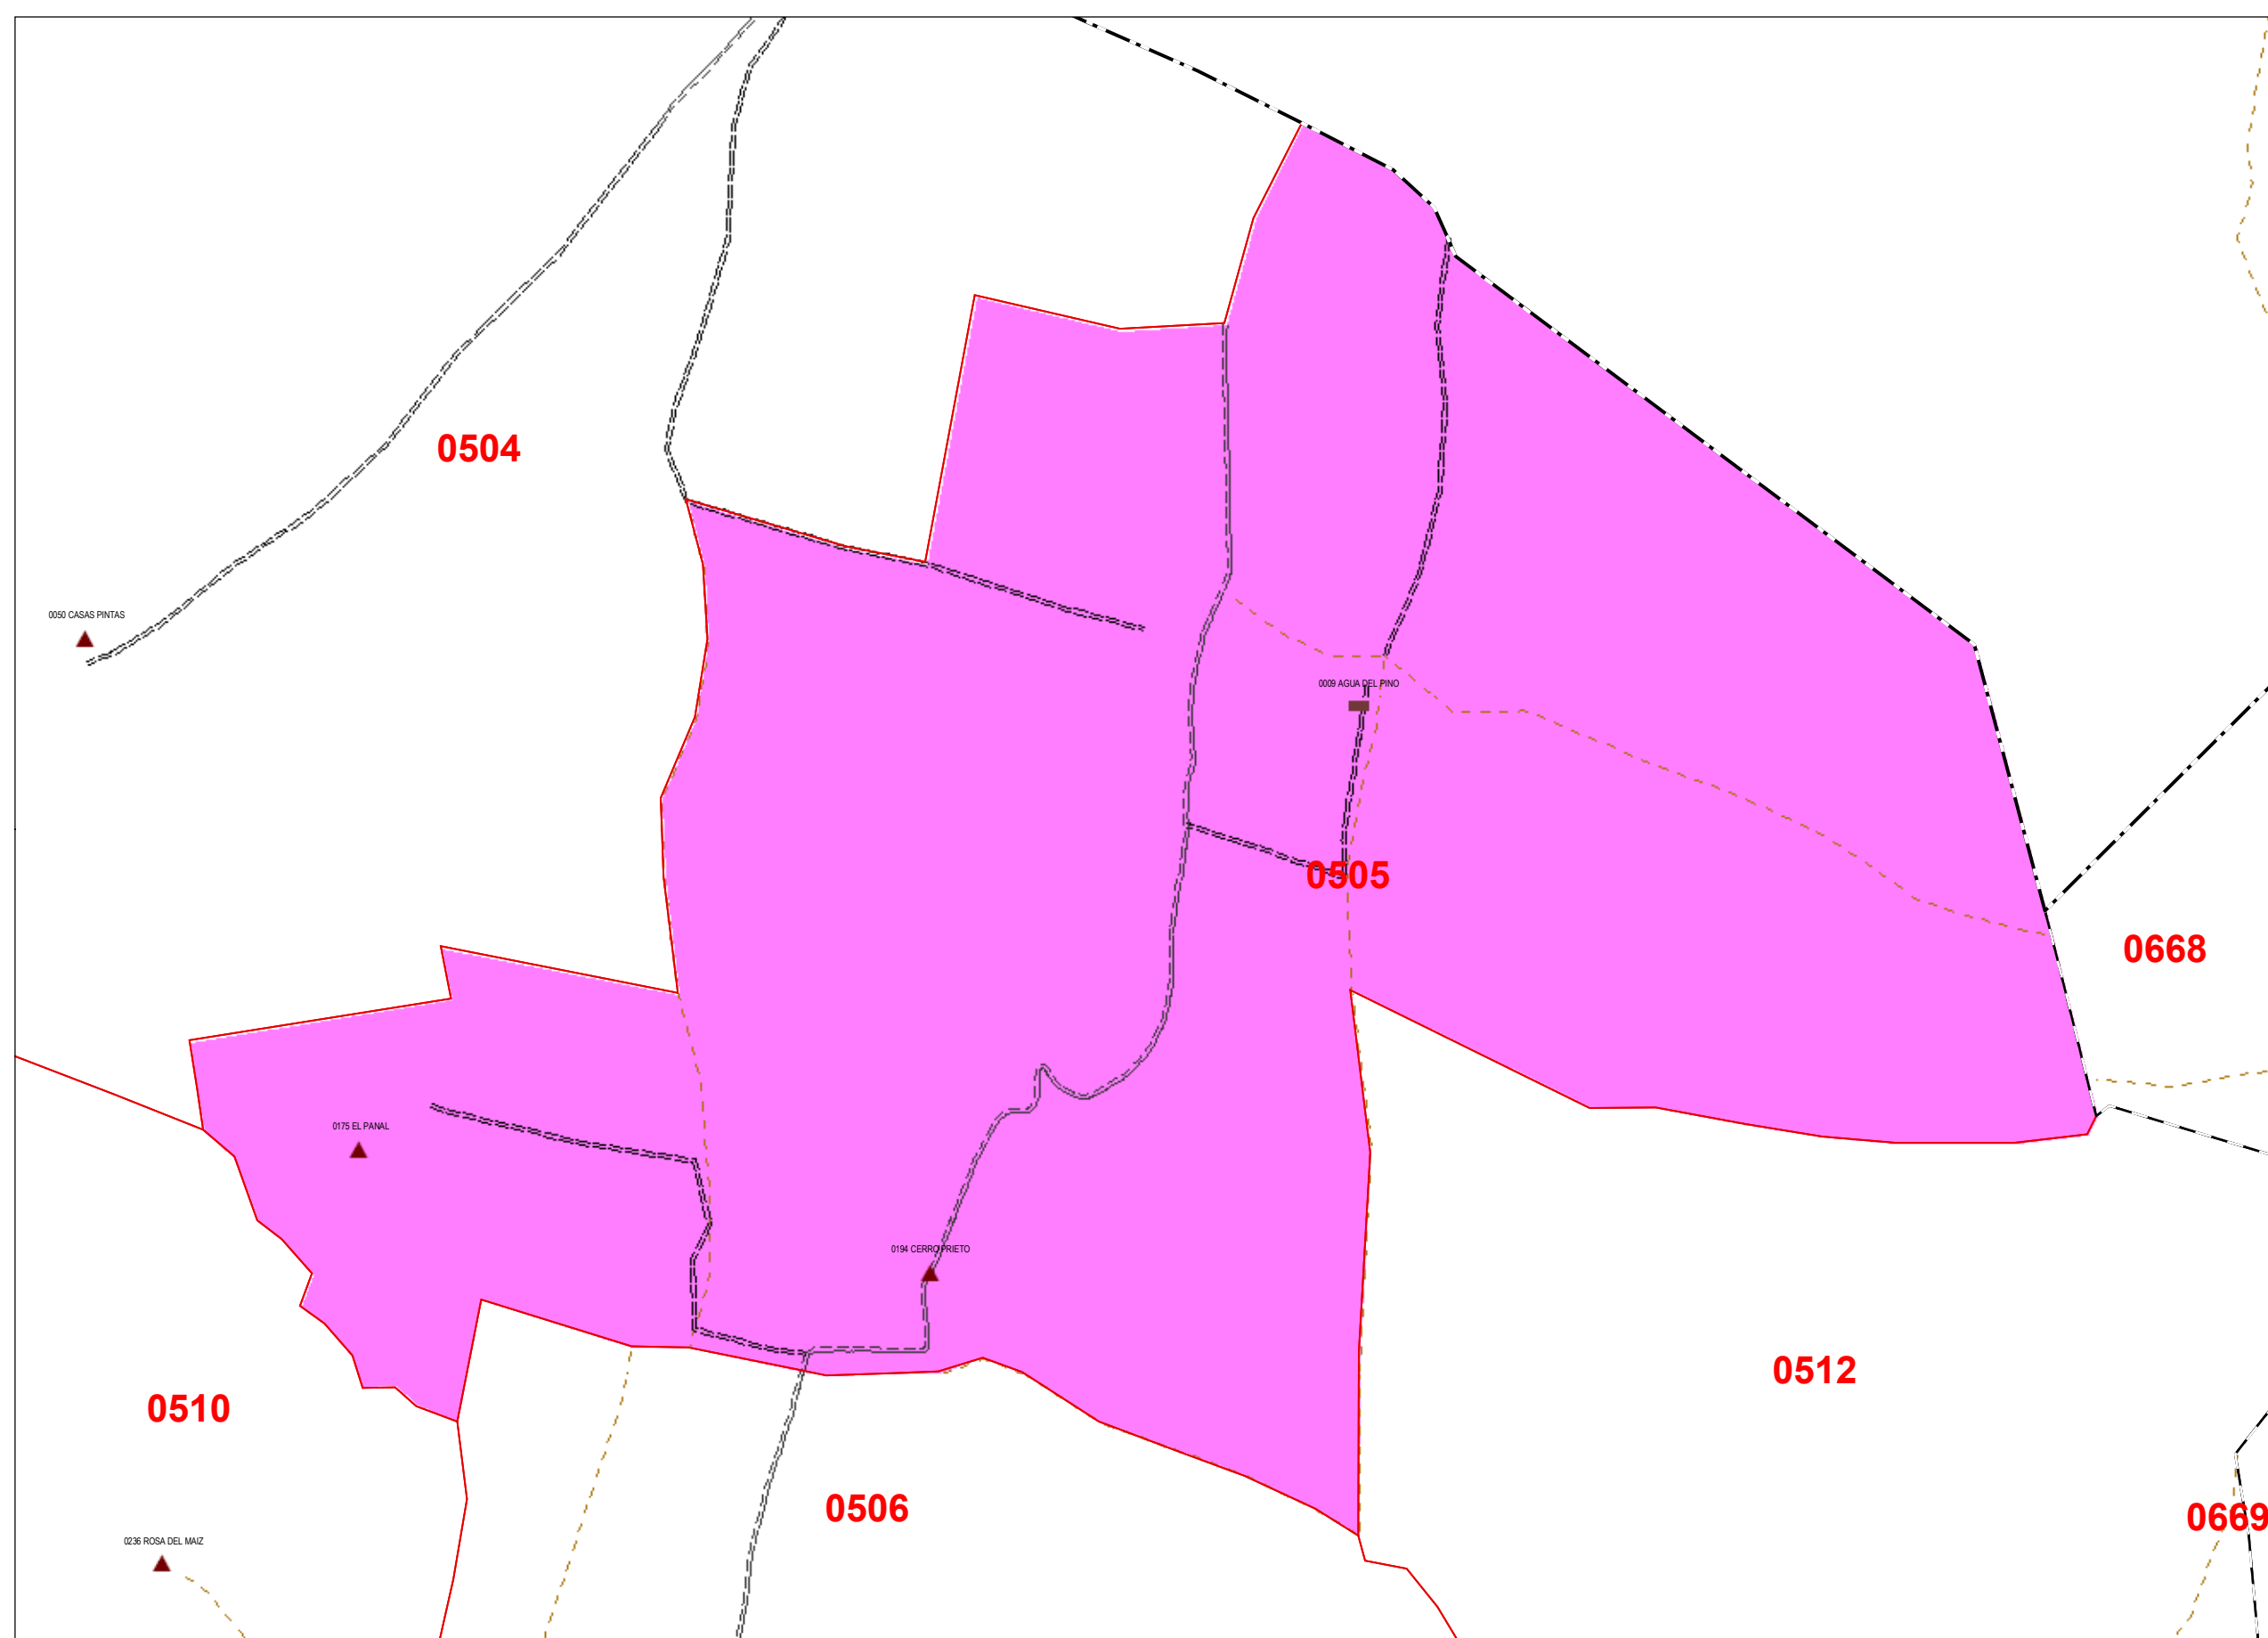 0504
0050 CASAS PINTAS
0009 AGUA DEL PINO
0505
0668
0175 EL PANAL
0194 CERRO PRIETO
0512
0510
0506
0669
0236 ROSA DEL MAIZ